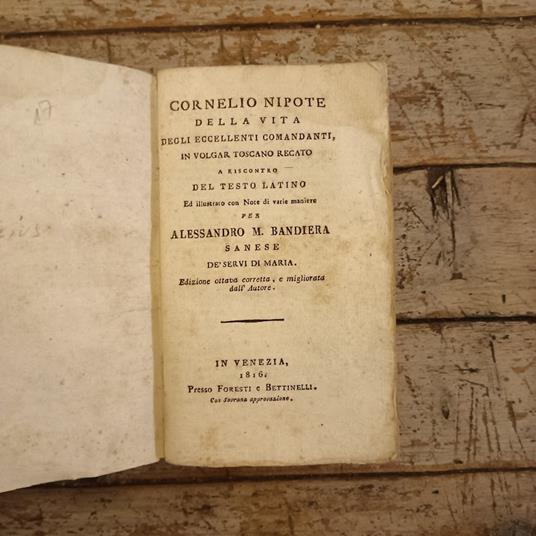 17
CORNELIO NIPOTE
DELLA VITA
DEGLI ECCELLENTI COMANDANTI,
IN VOLGAR TOSCANO RECATO
A RISCONTRO
DEL TESTO LATINO
Ed illustrato con Note di varie maniere
PER
ALESSANDRO M. BANDIERA
SANESE
DE' SERVI DI MARIA.
Edizione ottava corretta, e migliorata
dall' Autore.
IN VENEZIA,
1816.
Presso FORESTI e BETTINELLI.
Con Sovrana approvazione.